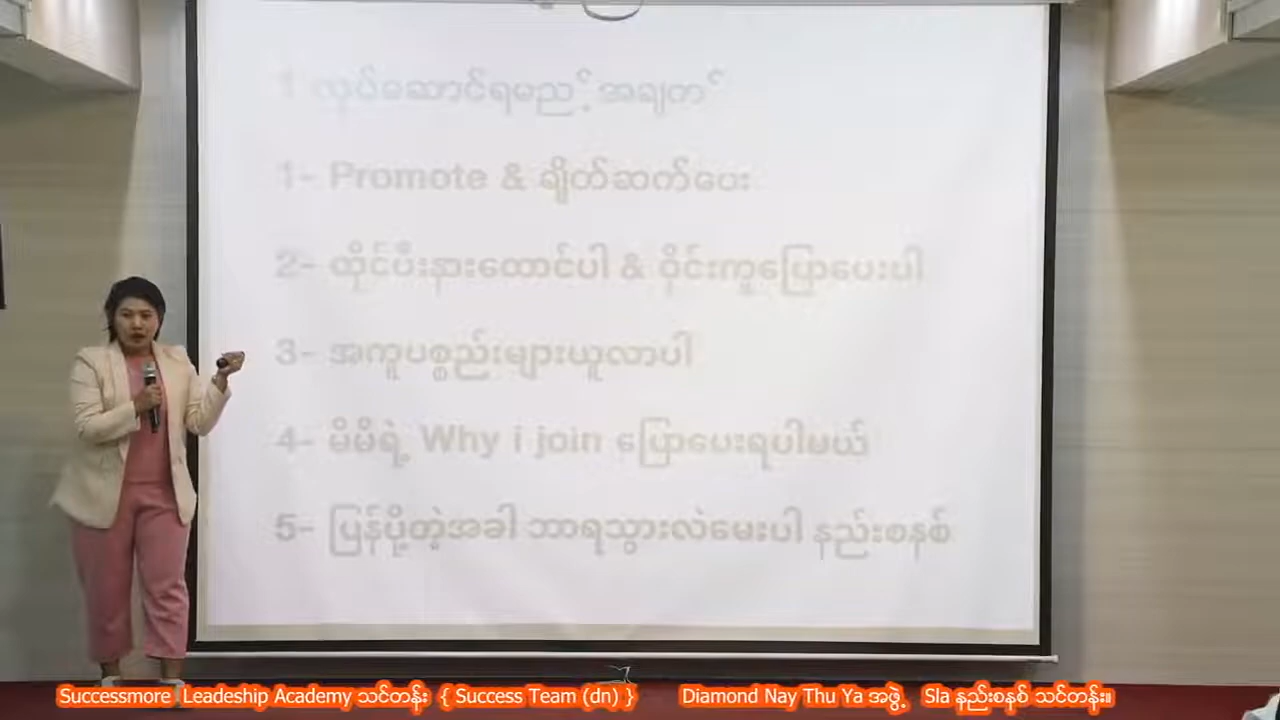 1 လုပ်ဆောင်ရမည့်အချက်
1- Promote & ချိတ်ဆက်ပေး
2- ထိုင်ပီးနားထောင်ပါ & ဝိုင်းကူပြောပေးပါ
3- အကူပစ္စည်းများယူလာပါ
4- မိမိရဲ့ Why i join ပြောပေးရပါမယ်
5- ပြန်ပို့တဲ့အခါ ဘာရသွားလဲမေးပါ နည်းစနစ်
Successmore Leadeship Academy သင်တန်း { Success Team (dn) } Diamond Nay Thu Ya အဖွဲ့ Sla နည်းစနစ် သင်တန်း။